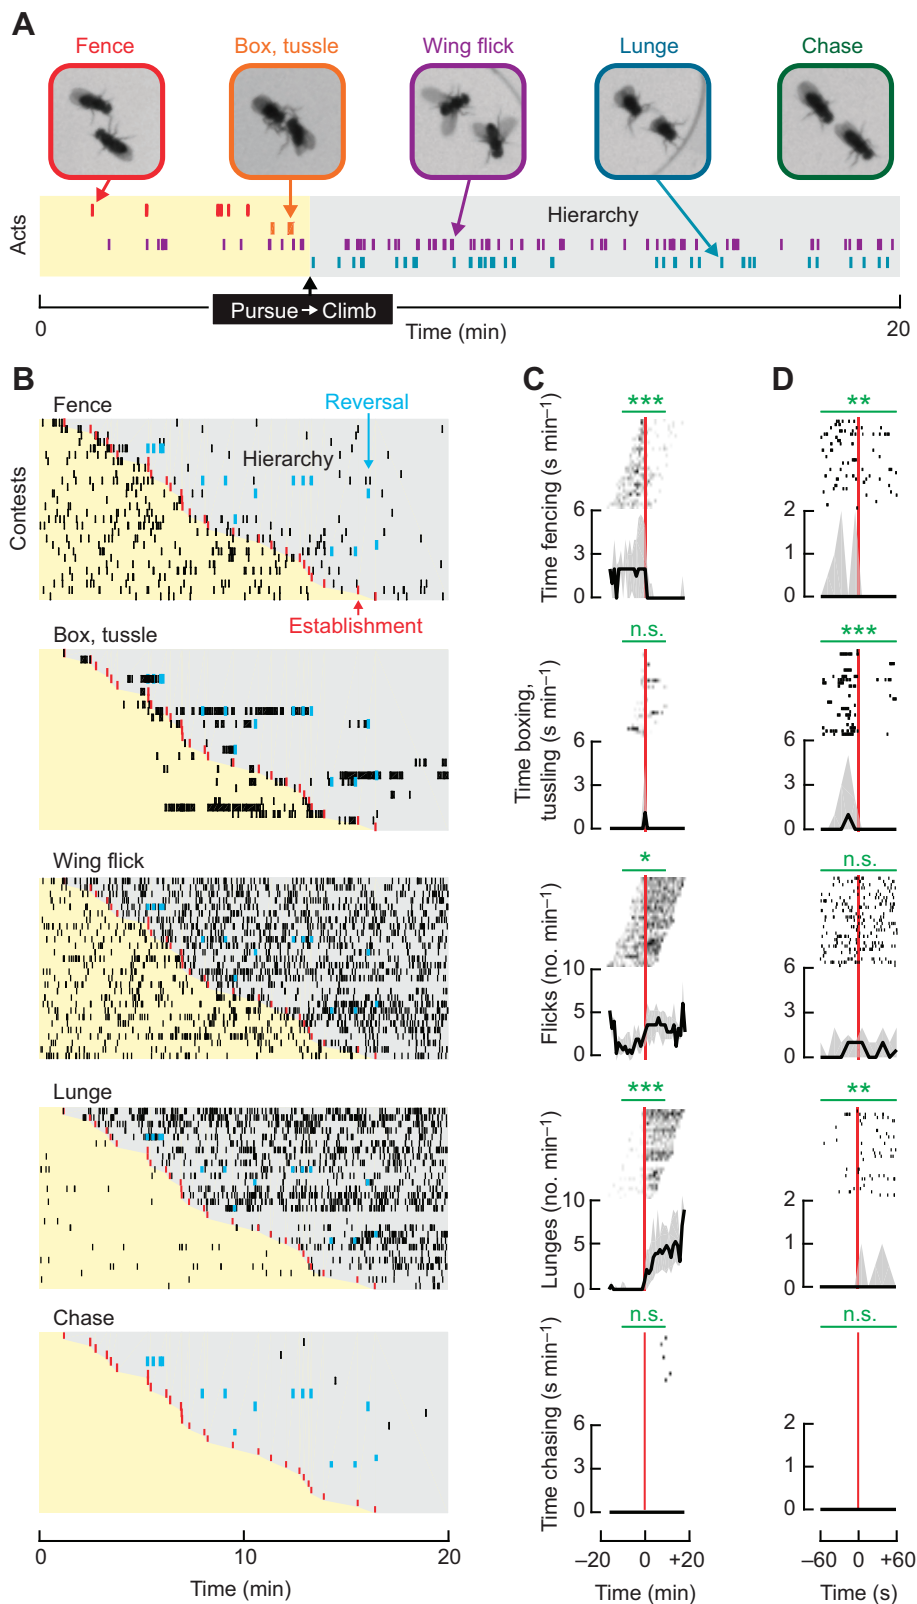 A
Fence
Box, tussle
Wing flick
Lunge
Chase
Acts
Hierarchy
Pursue → Climb
0
Time (min)
20
B
Contests
Fence
Reversal
Hierarchy
Establishment
Box, tussle
Wing flick
Lunge
Chase
0
10
20
Time (min)
C
***
Time fencing (s min–1)
6
3
0
n.s.
Time boxing,
tussling (s min–1)
6
3
0
*
Flicks (no. min–1)
10
5
0
***
Lunges (no. min–1)
10
5
0
n.s.
Time chasing (s min–1)
6
3
0
–20
0
+20
Time (min)
D
**
2
1
0
***
6
3
0
n.s.
6
3
0
**
2
1
0
n.s.
2
1
0
–60
0
+60
Time (s)